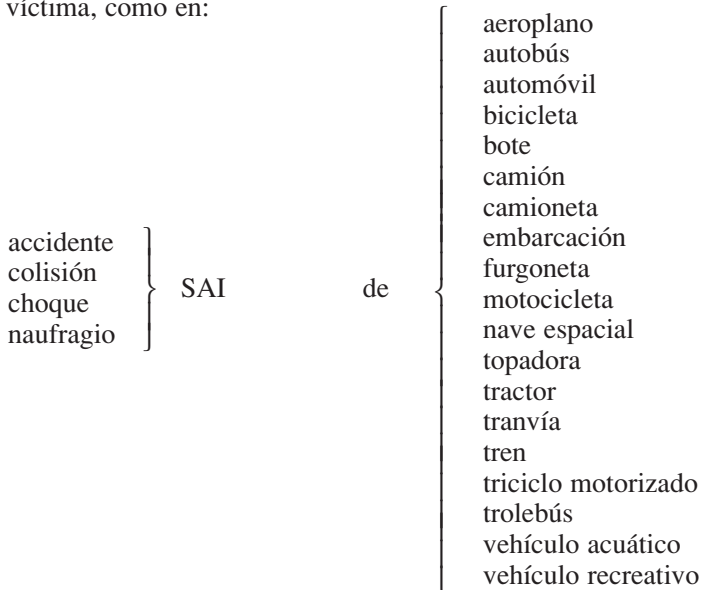 víctima, como en:
accidente
colisión
choque
naufragio
SAI
de
aeroplano
autobús
automóvil
bicicleta
bote
camión
camioneta
embarcación
furgoneta
motocicleta
nave espacial
topadora
tractor
tranvía
tren
triciclo motorizado
trolebús
vehículo acuático
vehículo recreativo